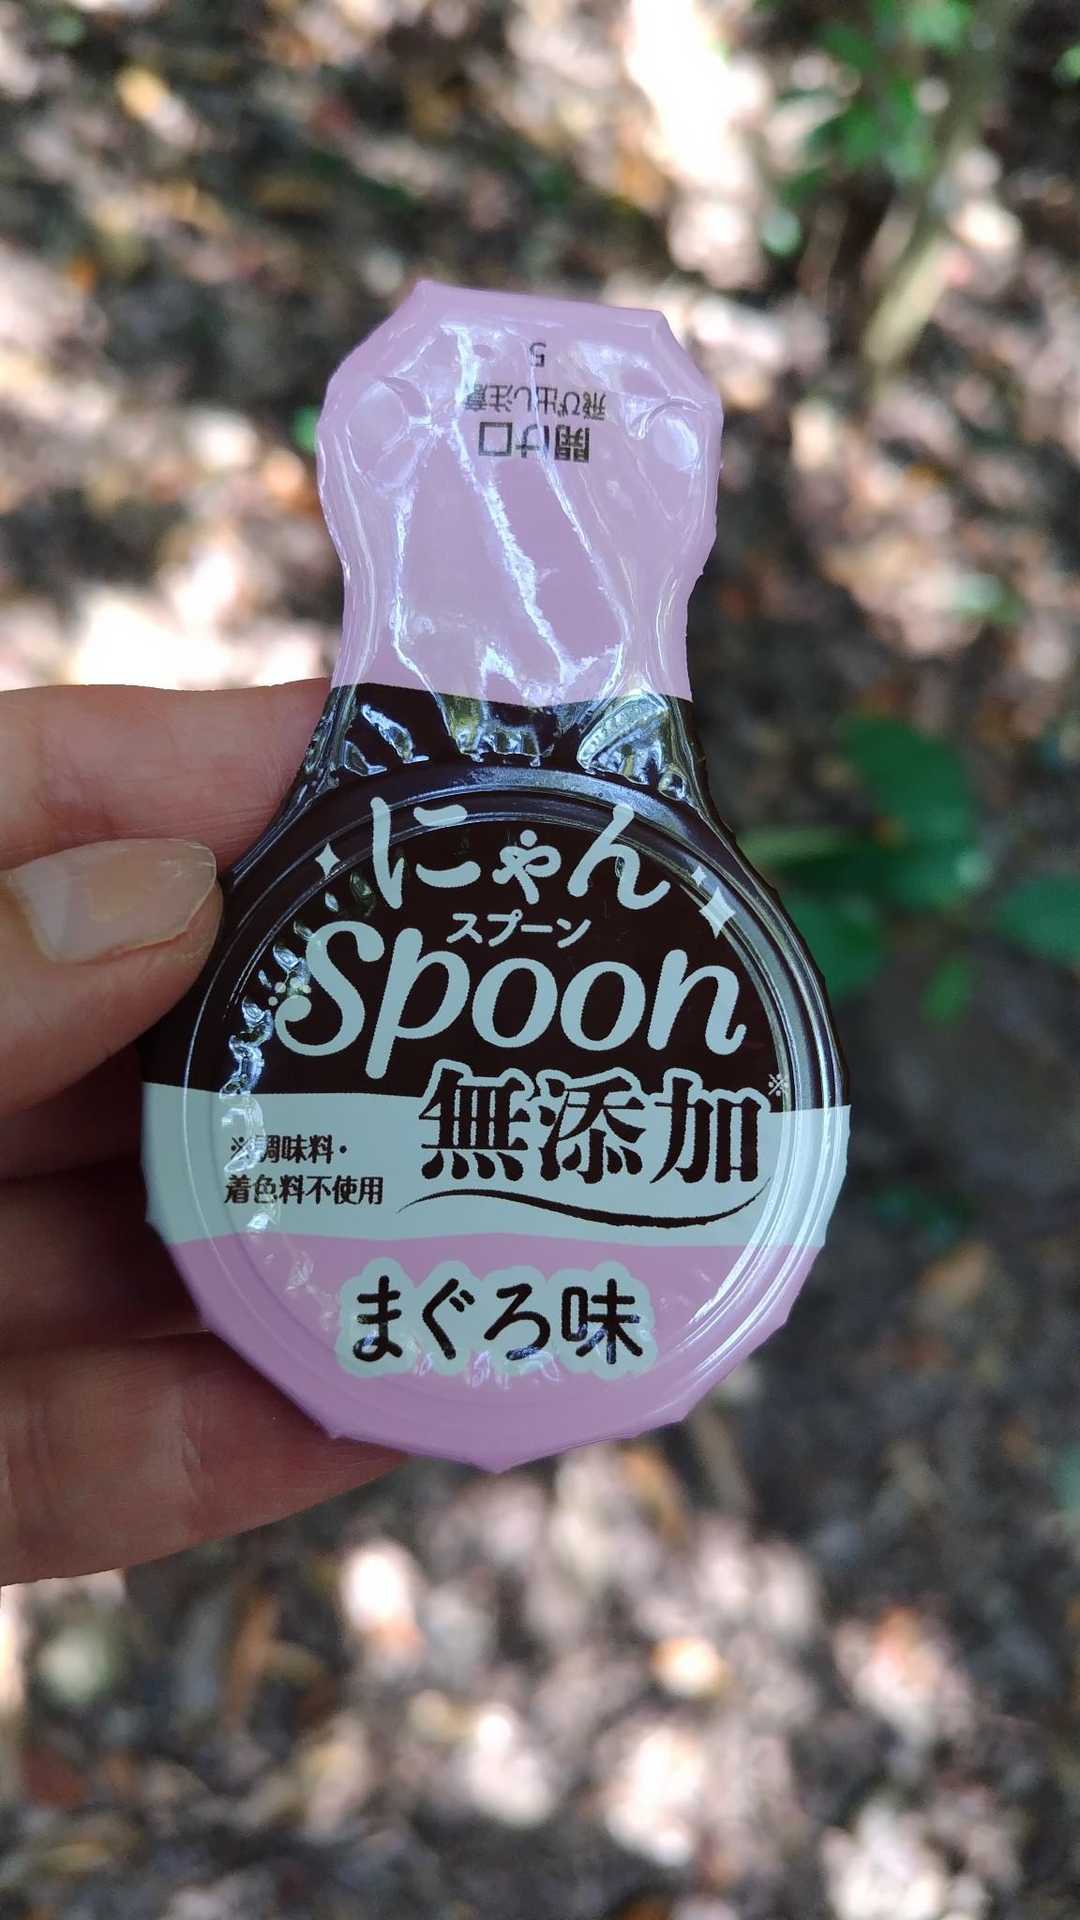 開け口
飛び出し注意
5
にゃん
スプーン
Spoon
無添加※
※調味料・
着色料不使用
まぐろ味